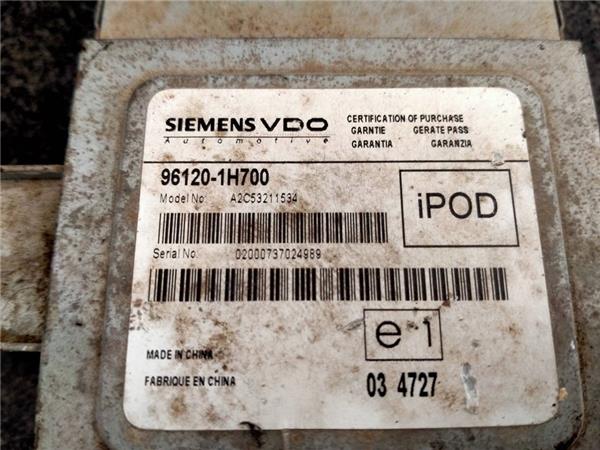 SIEMENS VDO
Automotive
CERTIFICATION OF PURCHASE
GARNTIE GERATE PASS
GARANTIA GARANZIA
96120-1H700
Model No: A2C53211534
iPOD
Serial No: 02000737024989
e1
MADE IN CHINA
FABRIQUE EN CHINA
03 4727